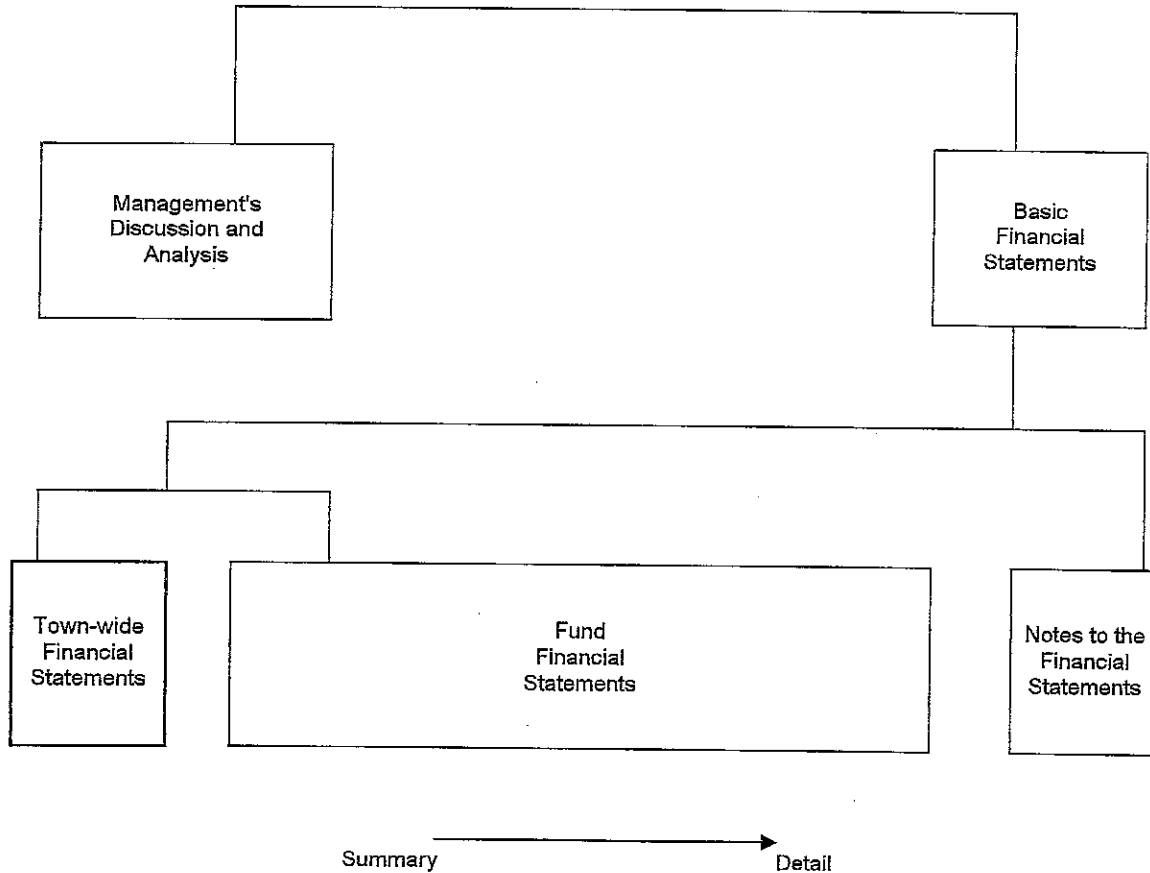 Management's
Discussion and
Analysis
Basic
Financial
Statements
Town-wide
Financial
Statements
Fund
Financial
Statements
Notes to the
Financial
Statements
Summary
Detail